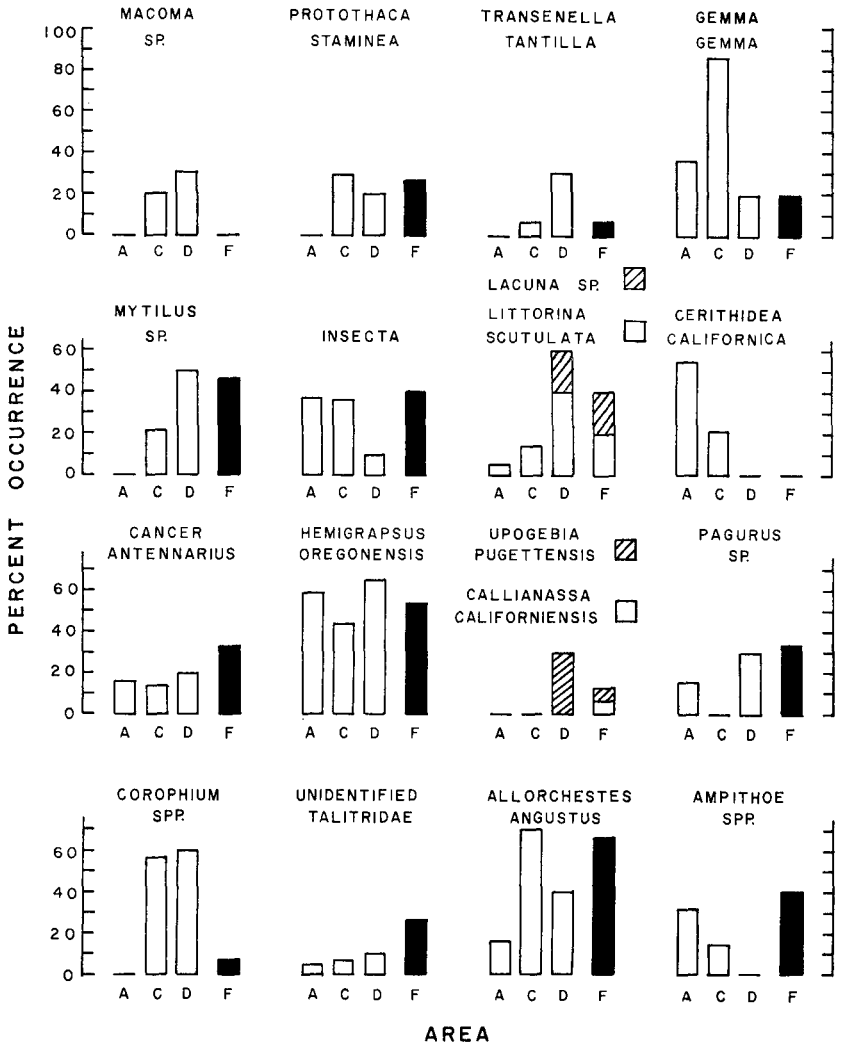 MACOMA SP.
PROTOTHACA STAMINEA
TRANSENELLA TANTILLA
GEMMA GEMMA
100
80
60
40
20
0
A C D F
A C D F
A C D F
A C D F
LACUNA SP.
MYTILUS SP.
INSECTA
LITTORINA SCUTULATA
CERITHIDEA CALIFORNICA
60
40
20
0
A C D F
A C D F
A C D F
A C D F
CANCER ANTENNARIUS
HEMIGRAPSUS OREGONENSIS
UPOGEBIA PUGETTENSIS
PAGURUS SP.
CALLIANASSA CALIFORNIENSIS
60
40
20
0
A C D F
A C D F
A C D F
A C D F
COROPHIUM SPP.
UNIDENTIFIED TALITRIDAE
ALLORCHESTES ANGUSTUS
AMPITHOE SPP.
60
40
20
0
A C D F
A C D F
A C D F
A C D F
PERCENT OCCURRENCE
AREA